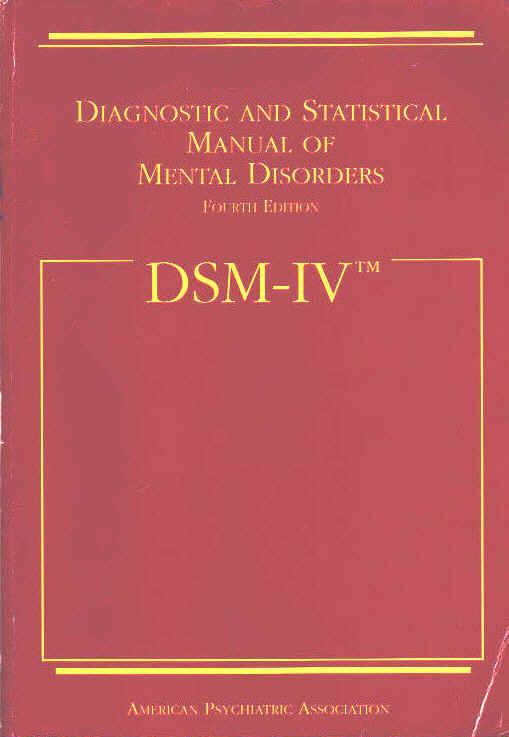 DIAGNOSTIC AND STATISTICAL
MANUAL OF
MENTAL DISORDERS
FOURTH EDITION
DSM-IV™
AMERICAN PSYCHIATRIC ASSOCIATION